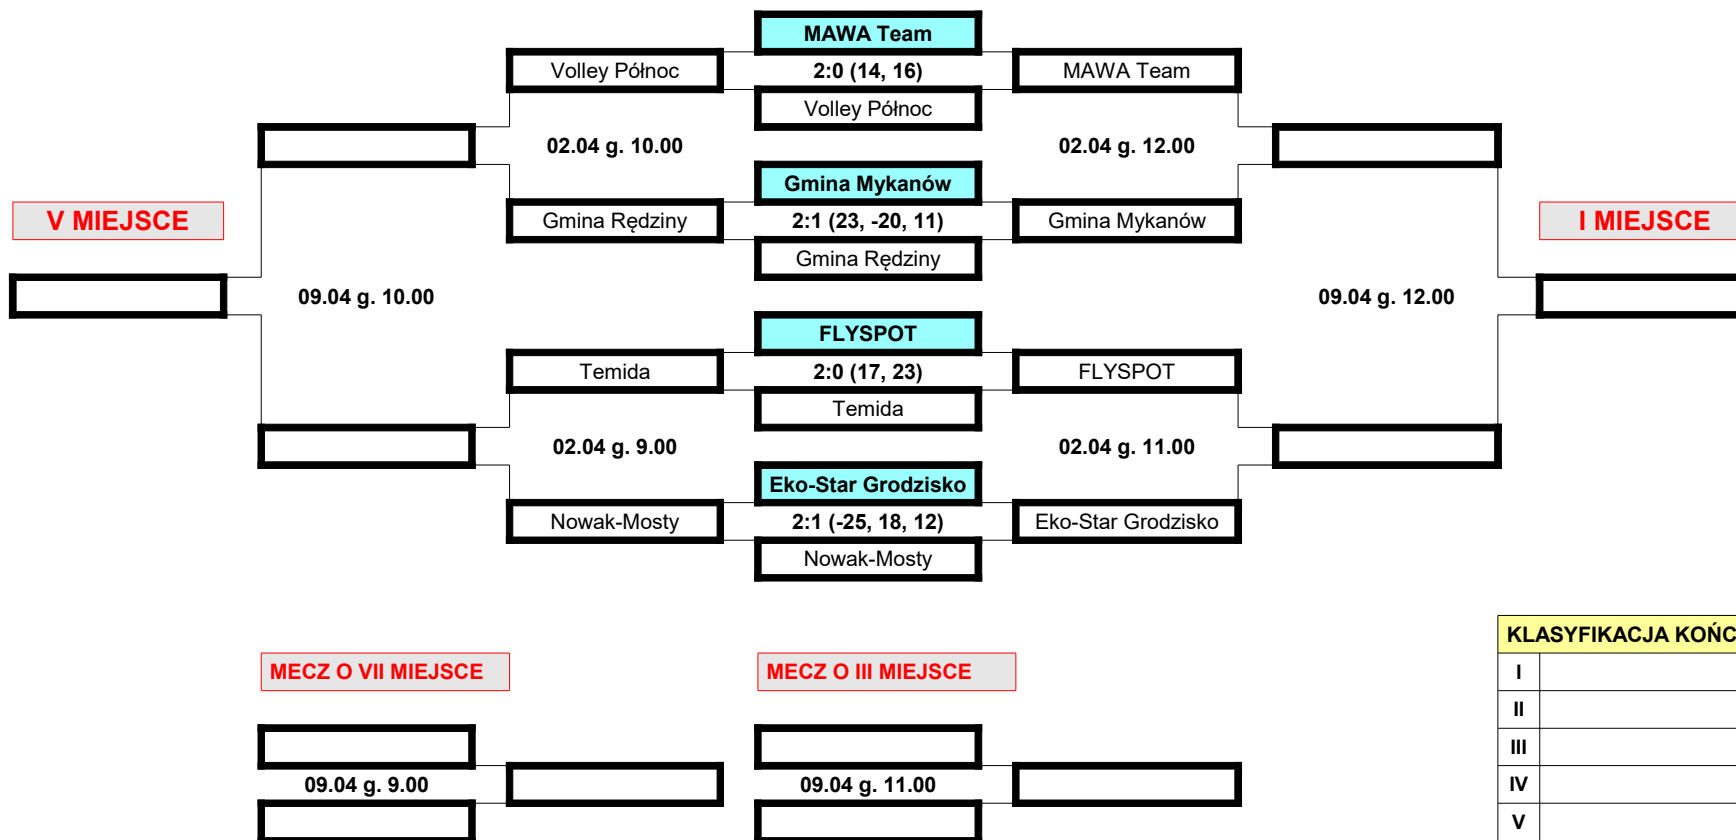 MAWA Team
Volley Północ 2:0 (14, 16) MAWA Team
Volley Północ
02.04 g. 10.00 02.04 g. 12.00
Gmina Mykanów
V MIEJSCE Gmina Rędziny 2:1 (23, -20, 11) Gmina Mykanów I MIEJSCE
Gmina Rędziny
09.04 g. 10.00 09.04 g. 12.00
FLYSPOT
Temida 2:0 (17, 23) FLYSPOT
Temida
02.04 g. 9.00 02.04 g. 11.00
Eko-Star Grodzisko
Nowak-Mosty 2:1 (-25, 18, 12) Eko-Star Grodzisko
Nowak-Mosty
KLASYFIKACJA KOŃC
MECZ O VII MIEJSCE MECZ O III MIEJSCE I
II
III
09.04 g. 9.00 09.04 g. 11.00 IV
V